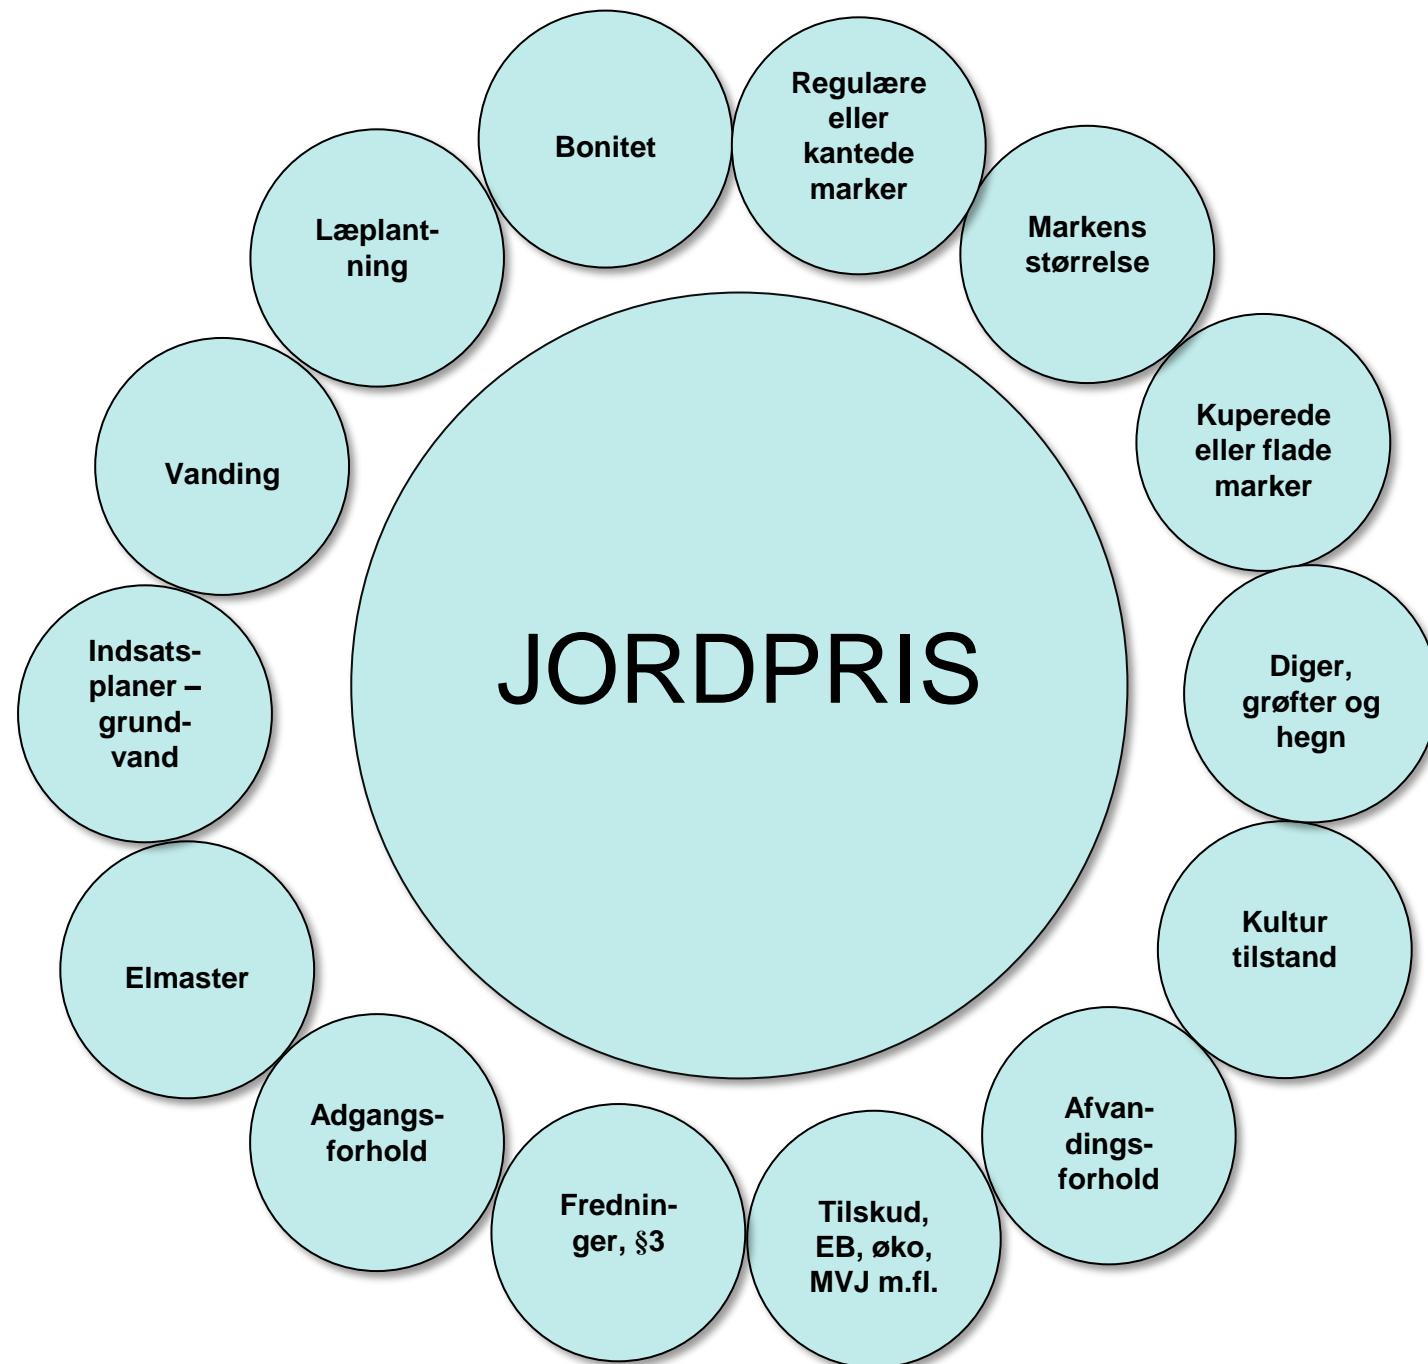 Bonitet
Regulære
eller
kantede
marker
Markens
størrelse
Kuperede
eller flade
marker
Diger,
grøfter og
hegn
Kultur
tilstand
Afvan-
dings-
forhold
Tilskud,
EB, øko,
MVJ m.fl.
Frednin-
ger, §3
Adgangs-
forhold
Elmaster
Indsats-
planer –
grund-
vand
Vanding
Læplant-
ning
JORDPRIS